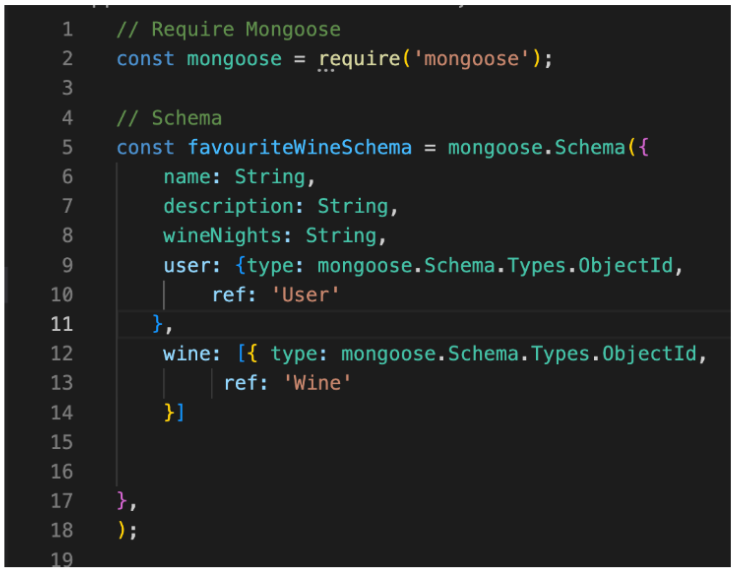 1 // Require Mongoose
2 const mongoose = require('mongoose');
3
4 // Schema
5 const favouriteWineSchema = mongoose.Schema({
6     name: String,
7     description: String,
8     wineNights: String,
9     user: {type: mongoose.Schema.Types.ObjectId,
10         ref: 'User'
11    },
12     wine: [{ type: mongoose.Schema.Types.ObjectId,
13          ref: 'Wine'
14     }]
15
16
17 },
18 );
19